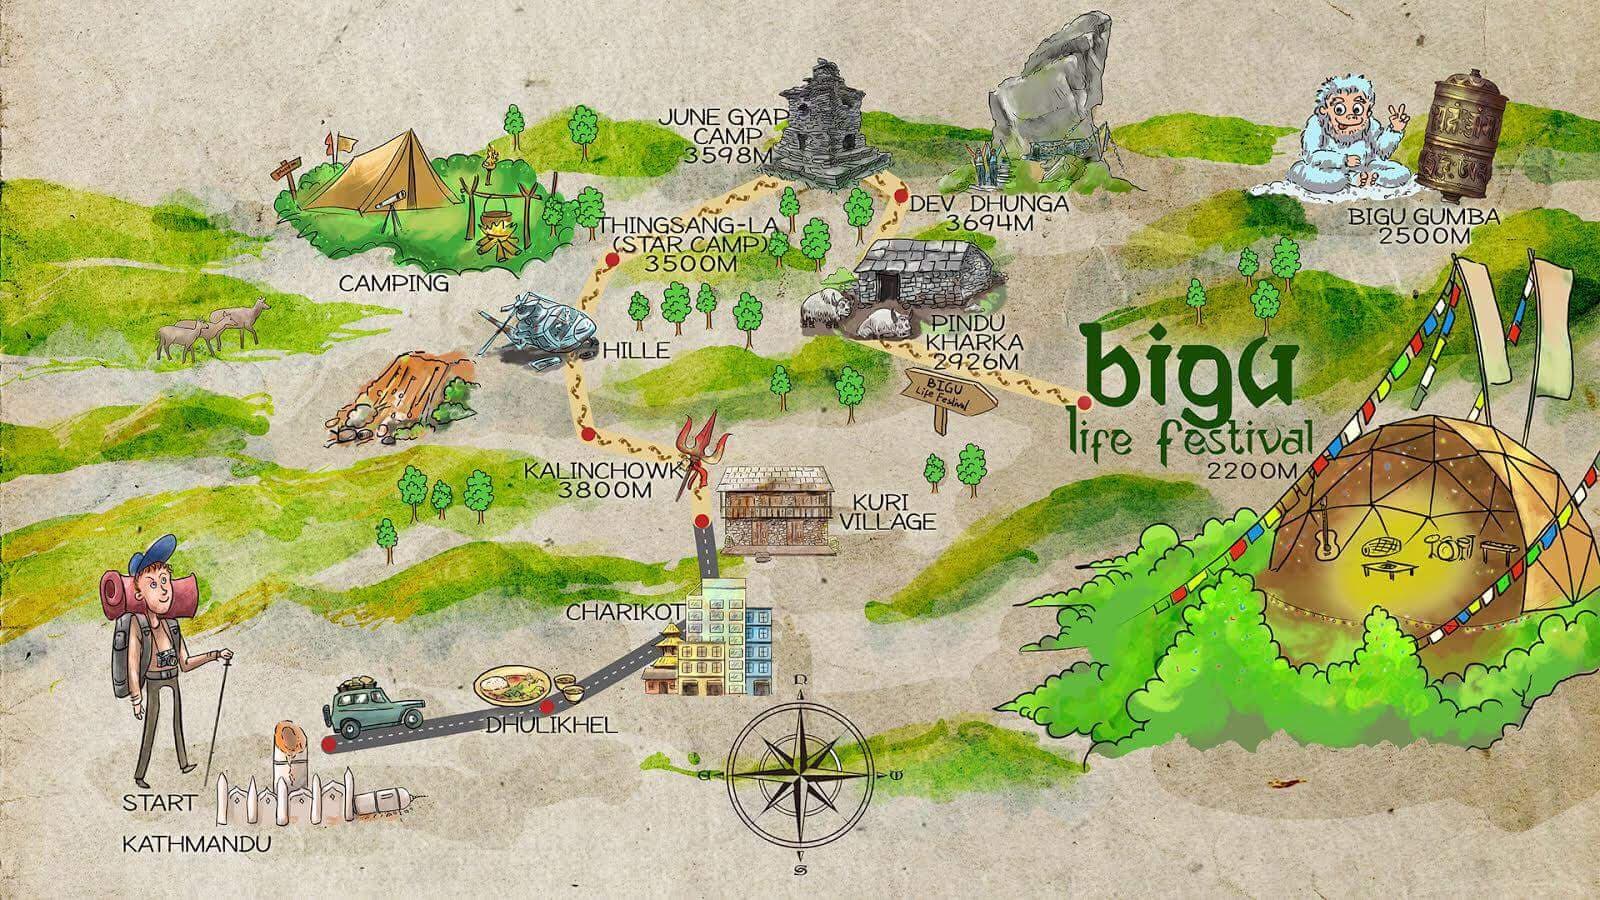 JUNE GYAP
CAMP
3598M
DEV DHUNGA
3694M
BIGU GUMBA
2500M
THINGSANG-LA
(STAR CAMP)
3500M
CAMPING
HILLE
PINDU
KHARKA
2926M
BIGU
Life Festival
bigu
life festival
2200M
KALINCHOWK
3800M
KURI
VILLAGE
CHARIKOT
DHULIKHEL
START
KATHMANDU
N
E
W
S